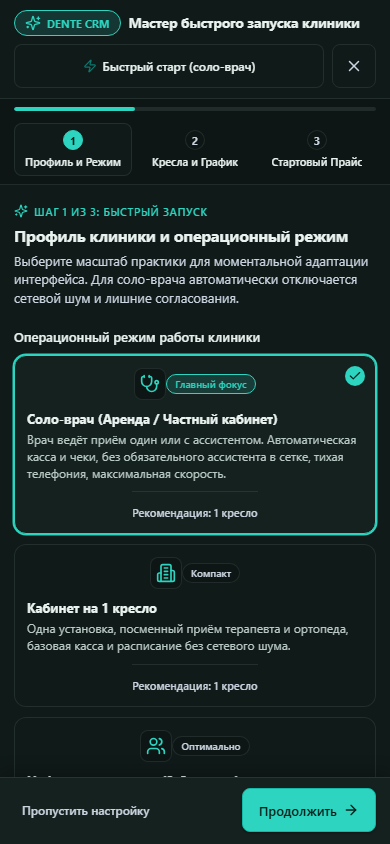 DENTE CRM Мастер быстрого запуска клиники
Быстрый старт (соло-врач)
1 2 3
Профиль и Режим Кресла и График Стартовый Прайс
ШАГ 1 ИЗ 3: БЫСТРЫЙ ЗАПУСК
Профиль клиники и операционный режим
Выберите масштаб практики для моментальной адаптации
интерфейса. Для соло-врача автоматически отключается
сетевой шум и лишние согласования.
Операционный режим работы клиники
Главный фокус
Соло-врач (Аренда / Частный кабинет)
Врач ведёт приём один или с ассистентом. Автоматическая
касса и чеки, без обязательного ассистента в сетке, тихая
телефония, максимальная скорость.
Рекомендация: 1 кресло
Компакт
Кабинет на 1 кресло
Одна установка, посменный приём терапевта и ортопеда,
базовая касса и расписание без сетевого шума.
Рекомендация: 1 кресло
Оптимально
Пропустить настройку
Продолжить